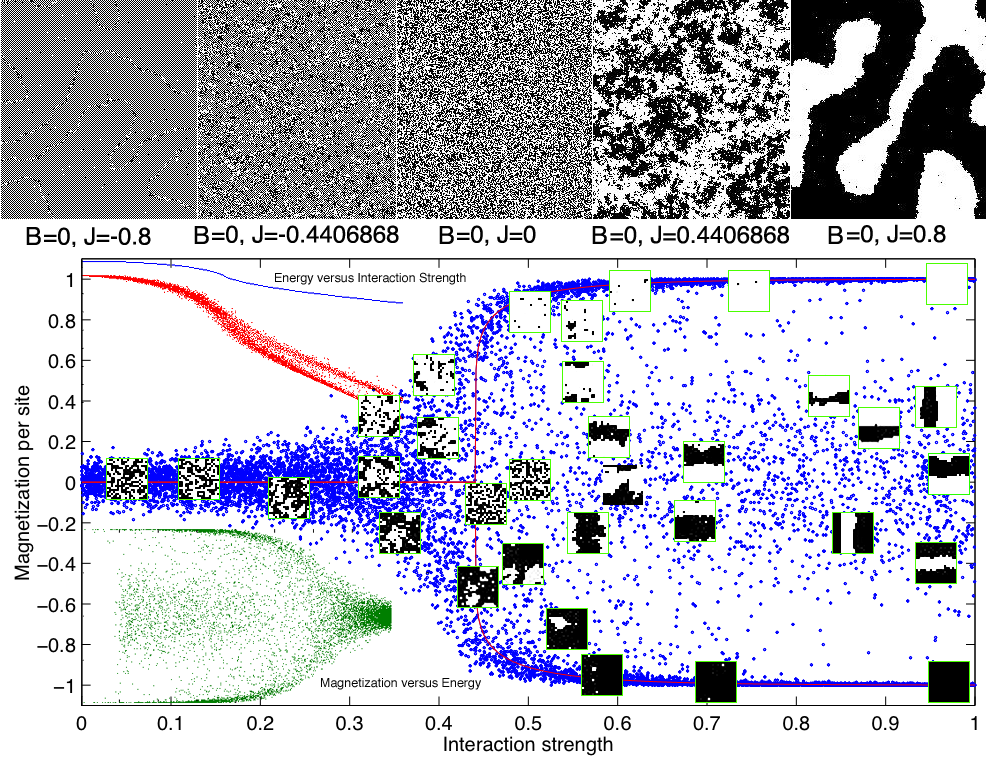 B=0, J=-0.8 B=0, J=-0.4406868 B=0, J=0 B=0, J=0.4406868 B=0, J=0.8
Energy versus Interaction Strength
1
0.8
0.6
0.4
0.2
0
−0.2
−0.4
−0.6
−0.8
−1
Magnetization per site
Magnetization versus Energy
0 0.1 0.2 0.3 0.4 0.5 0.6 0.7 0.8 0.9 1
Interaction strength